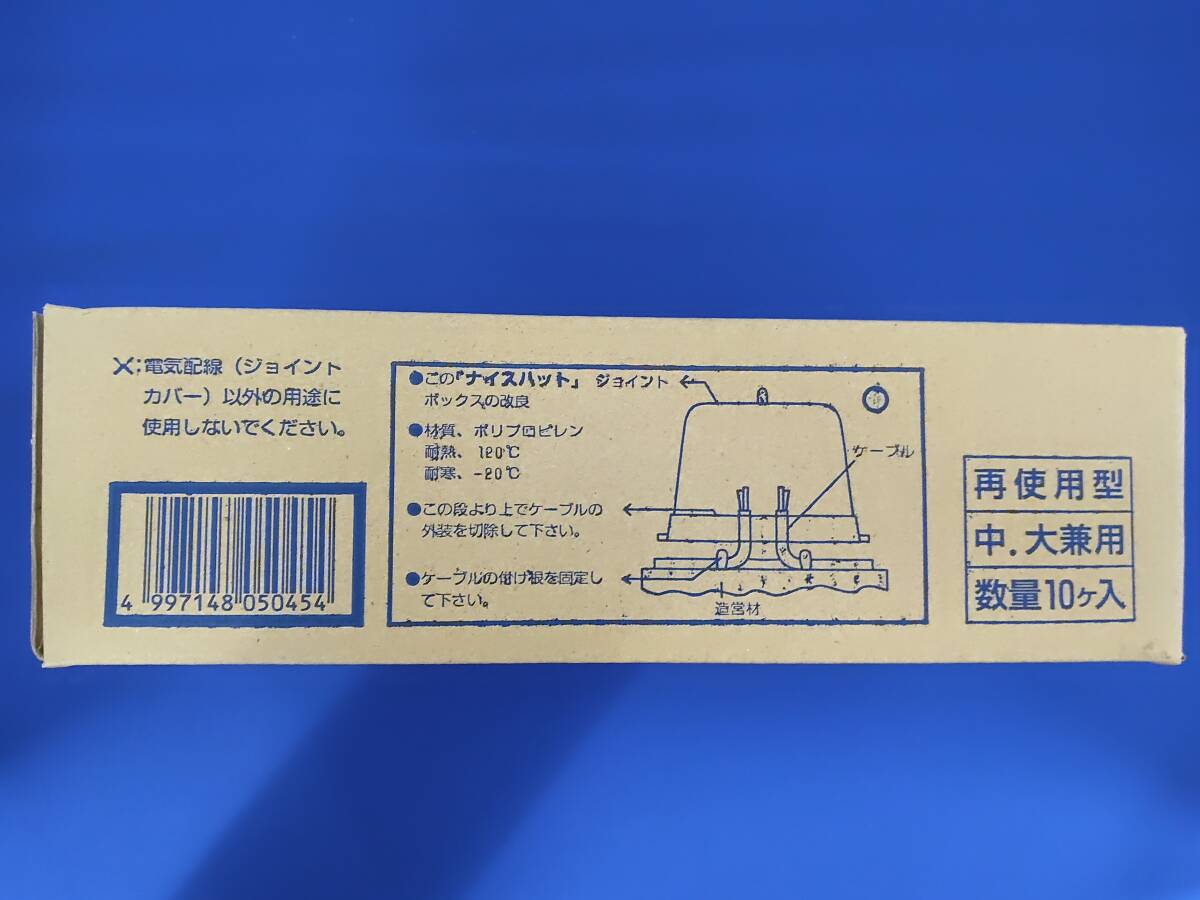 X:電気配線（ジョイント
カバー）以外の用途に
使用しないでください。
4 997148 050454
●この「ナイスハット」 ジョイント
ボックスの改良
●材質、ポリプロピレン
耐熱、120℃
耐寒、-20℃
●この段より上でケーブルの
外装を切除して下さい。
●ケーブルの付け根を固定し
て下さい。
ケーブル
造営材
再使用型
中.大兼用
数量10ヶ入